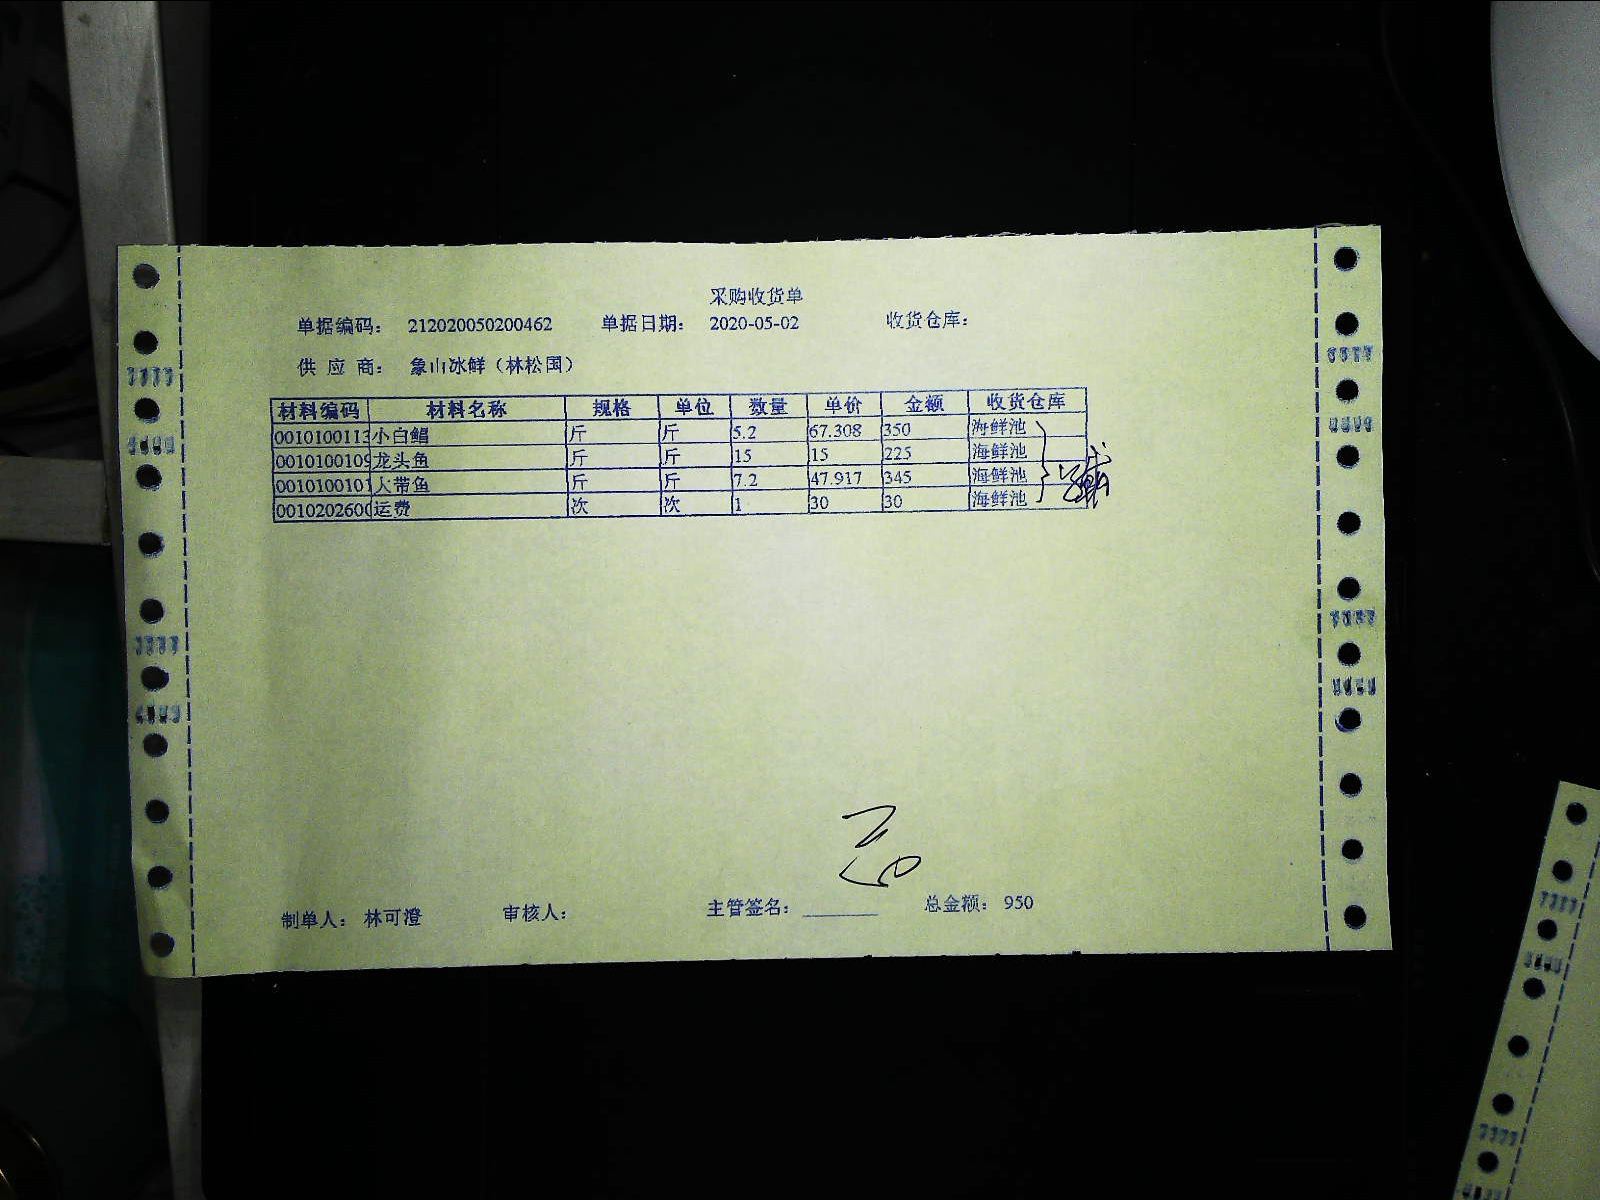 采购收货单
单据编码： 212020050200462 单据日期： 2020-05-02 收货仓库：
供 应 商： 象山冰鲜（林松国）
材料编码 材料名称 规格 单位 数量 单价 金额 收货仓库
0010100113 小白鲳 斤 斤 5.2 67.308 350 海鲜池
0010100109 龙头鱼 斤 斤 15 15 225 海鲜池
0010100101 大带鱼 斤 斤 7.2 47.917 345 海鲜池
001020260 运费 次 次 1 30 30 海鲜池
制单人： 林可澄 审核人： 主管签名： 总金额： 950